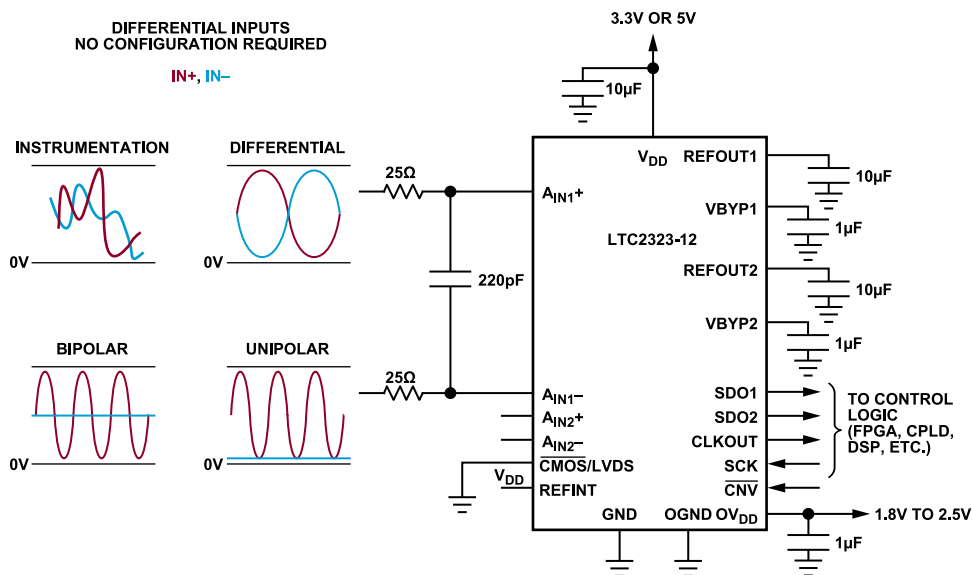 DIFFERENTIAL INPUTS
NO CONFIGURATION REQUIRED
IN+, IN–
INSTRUMENTATION
0V
DIFFERENTIAL
0V
BIPOLAR
0V
UNIPOLAR
0V
25Ω
220pF
25Ω
3.3V OR 5V
10µF
VDD
LTC2323-12
AIN1+
AIN1–
AIN2+
AIN2–
CMOS/LVDS
VDD
REFINT
GND
OGND
OVDD
REFOUT1
10µF
VBYP1
1µF
REFOUT2
10µF
VBYP2
1µF
SDO1
SDO2
CLKOUT
SCK
CNV
TO CONTROL
LOGIC
(FPGA, CPLD,
DSP, ETC.)
1.8V TO 2.5V
1µF